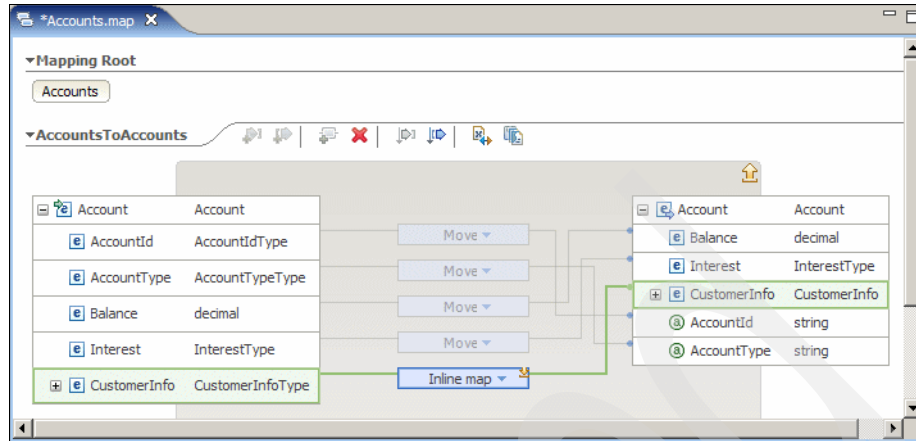 *Accounts.map
Mapping Root
Accounts
AccountsToAccounts
Account Account
AccountId AccountIdType
AccountType AccountTypeType
Balance decimal
Interest InterestType
CustomerInfo CustomerInfoType
Move
Move
Move
Move
Inline map
Account Account
Balance decimal
Interest InterestType
CustomerInfo CustomerInfo
AccountId string
AccountType string